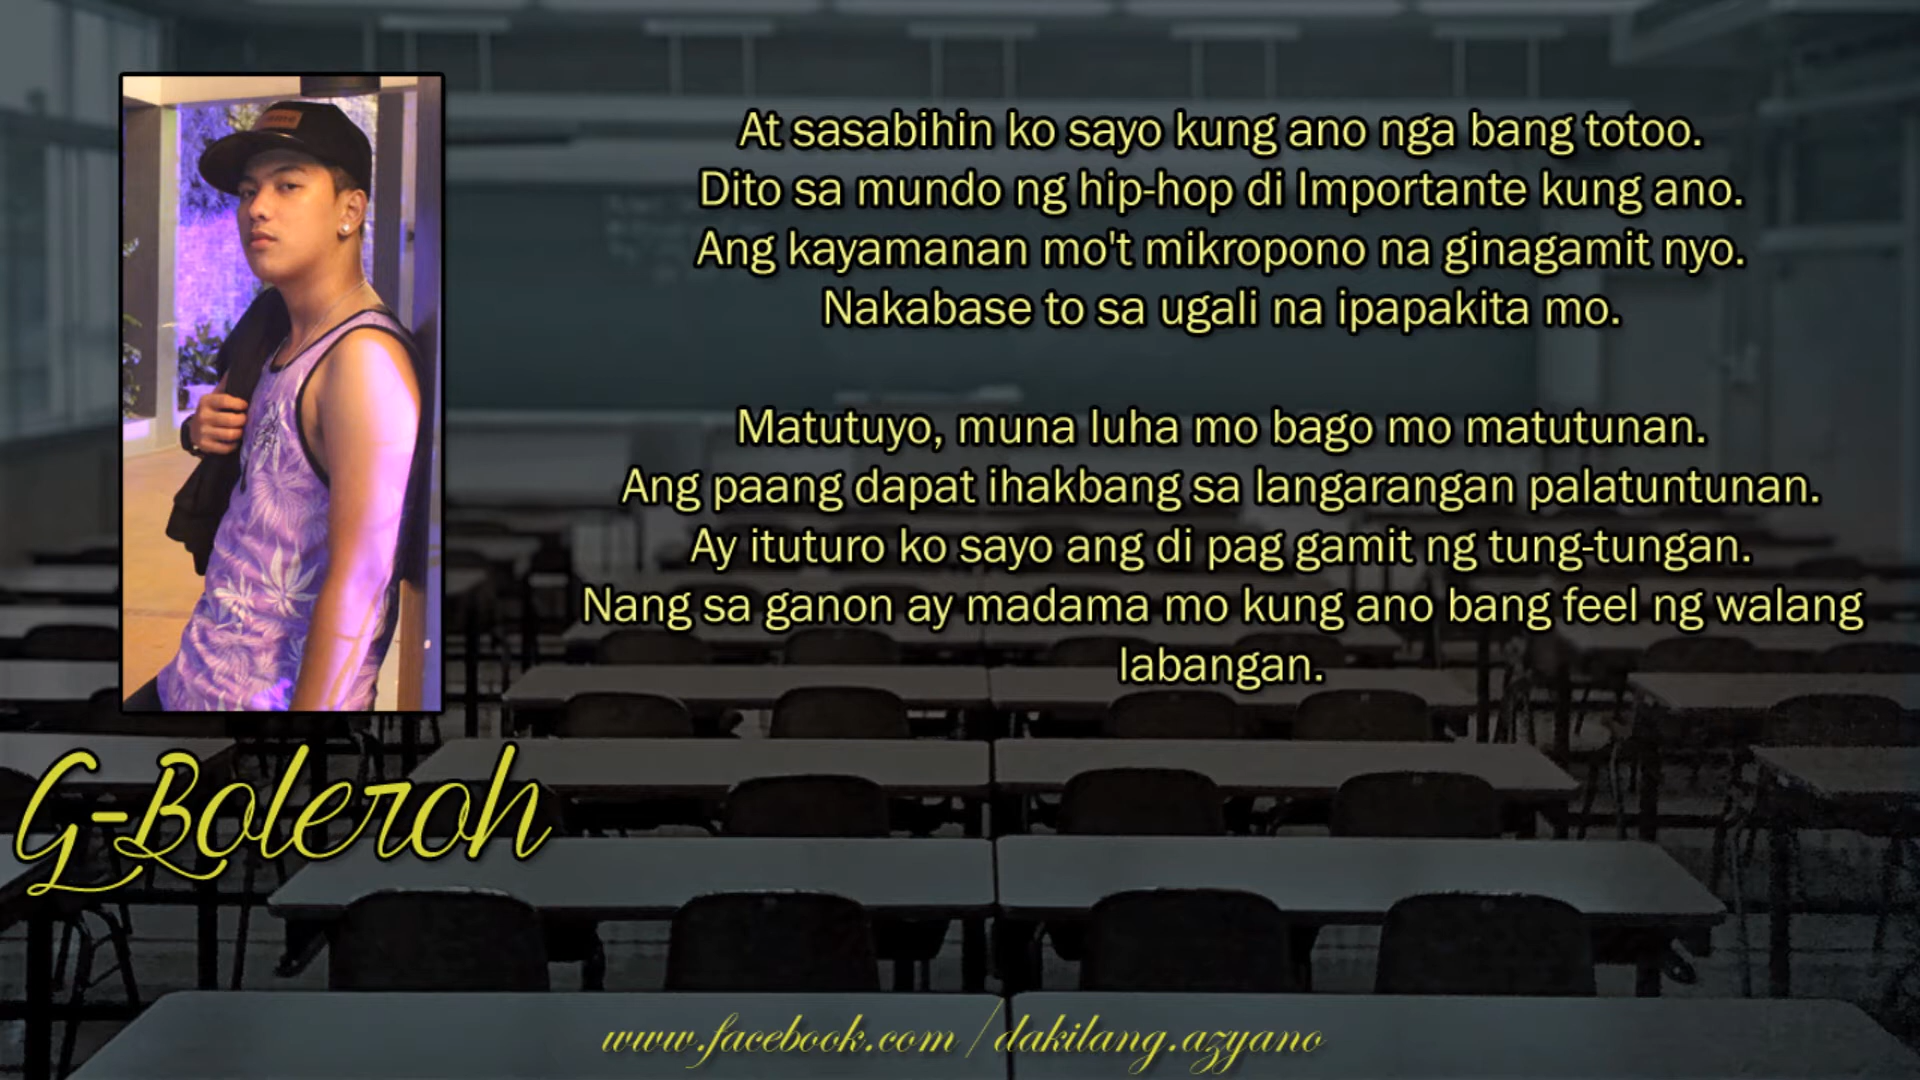 At sasabihin ko sayo kung ano nga bang totoo.
Dito sa mundo ng hip-hop di Importante kung ano.
Ang kayamanan mo't mikropono na ginagamit nyo.
Nakabase to sa ugali na ipapakita mo.
Matutuyo, muna luha mo bago mo matutunan.
Ang paang dapat ihakbang sa langarangan palatuntunan.
Ay ituturo ko sayo ang di pag gamit ng tung-tungan.
Nang sa ganon ay madama mo kung ano bang feel ng walang
labangan.
G-Boleroh
www.facebook.com/dakilang.azyano